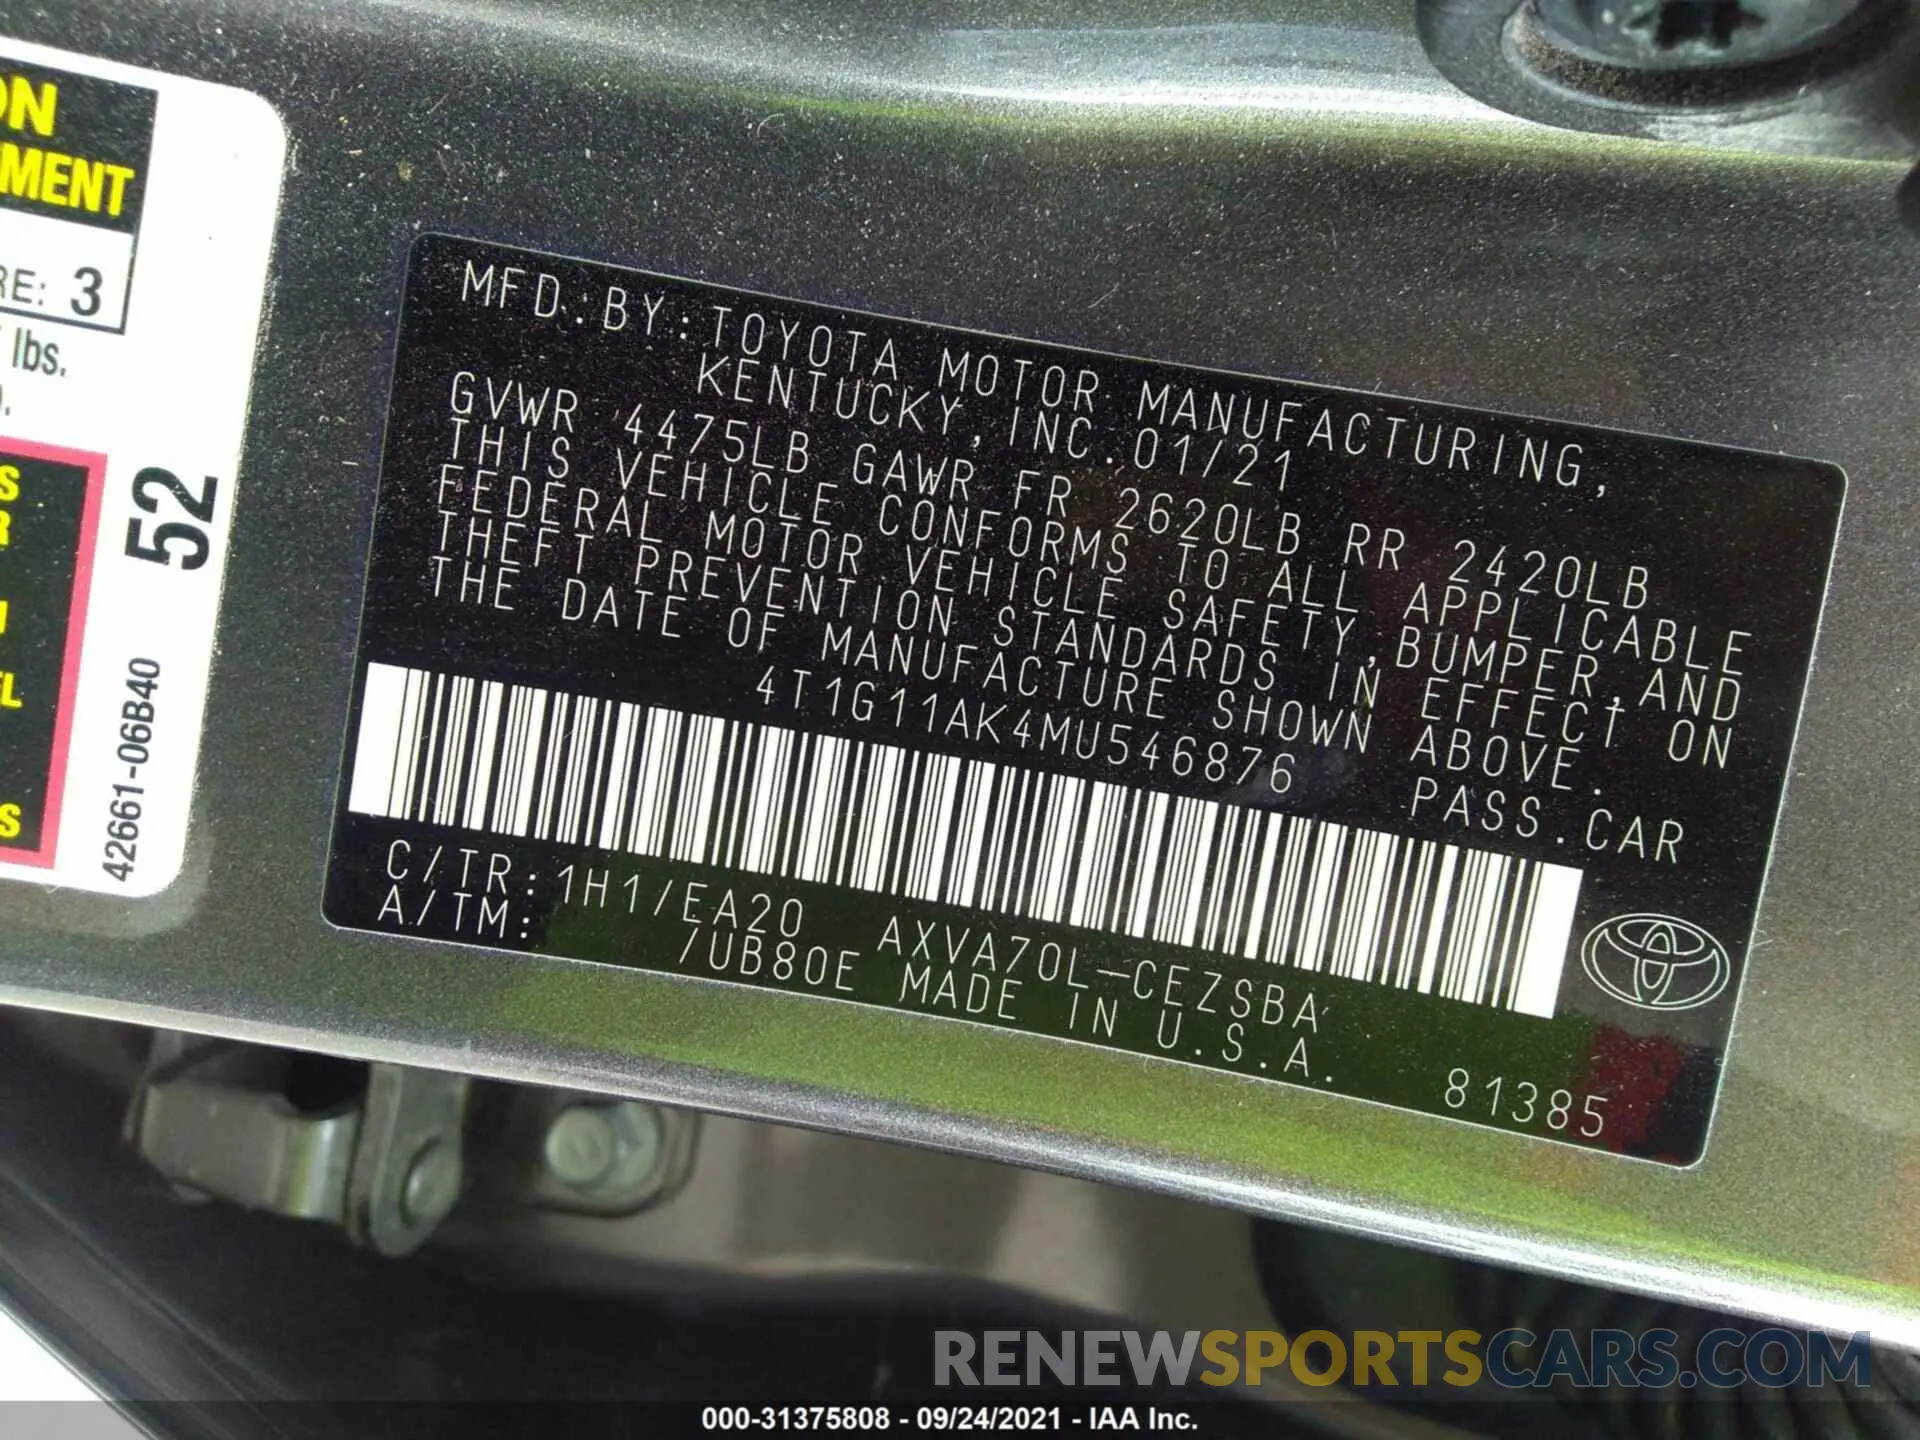 ON
MENT
RE: 3
lbs.
S
R
EL
S
52
42661-06B40
MFD.:BY:TOYOTA MOTOR MANUFACTURING,
KENTUCKY,INC.01/21
GVWR 4475LB GAWR FR 2620LB RR 2420LB
THIS VEHICLE CONFORMS TO ALL APPLICABLE
FEDERAL MOTOR VEHICLE SAFETY,BUMPER,AND
THEFT PREVENTION STANDARDS IN EFFECT ON
THE DATE OF MANUFACTURE SHOWN ABOVE.
4T1G11AK4MU546876 PASS.CAR
C/TR:1H1/EA20 AXVA70L-CEZSBA
A/TM: /UB80E MADE IN U.S.A.
81385
RENEWSPORTSCARS.COM
000-31375808 - 09/24/2021 - IAA Inc.